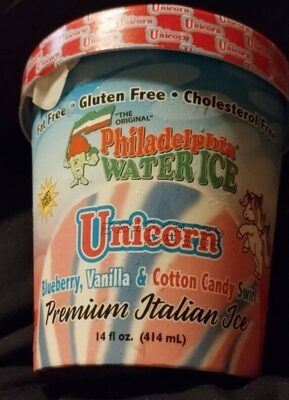 Unicorn Unicorn Unicorn
Fat Free • Gluten Free • Cholesterol Free
"THE
ORIGINAL"
Philadelphia
WATER ICE
Unicorn
Blueberry, Vanilla & Cotton Candy Swirl
Premium Italian Ice
14 fl oz. (414 mL)